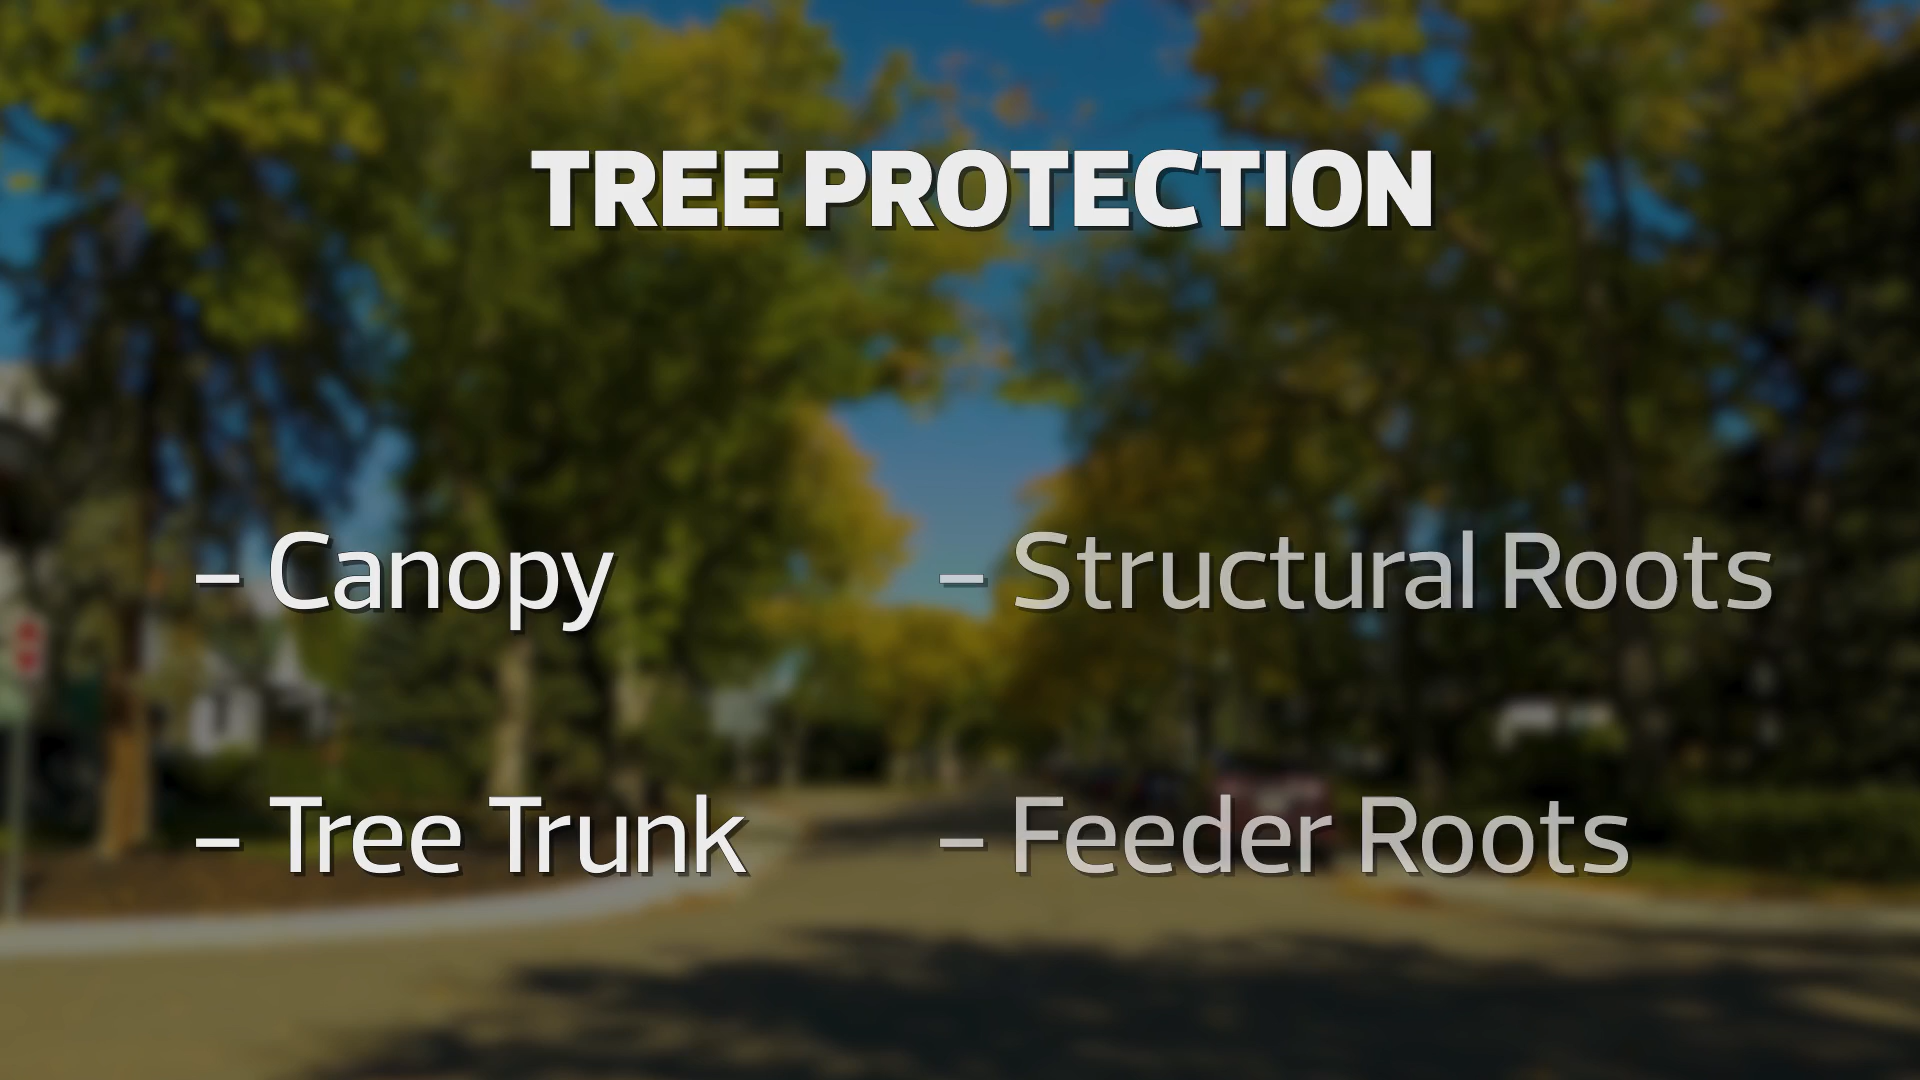 TREE PROTECTION
– Canopy
– Tree Trunk
– Structural Roots
– Feeder Roots